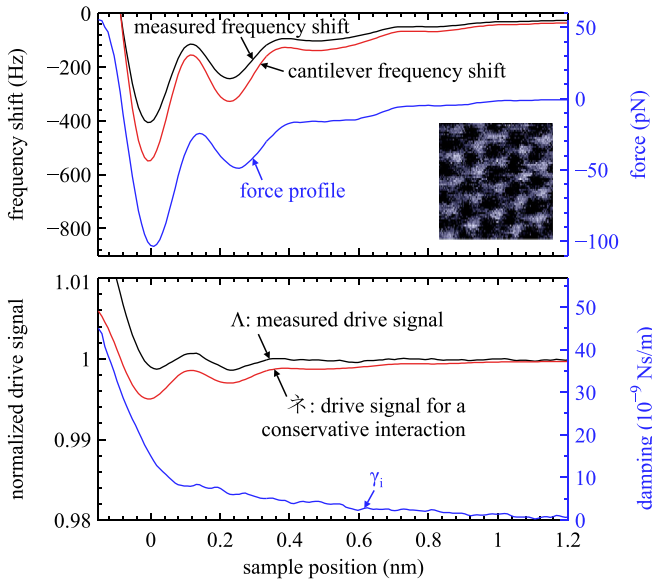 0
−200
−400
−600
−800
frequency shift (Hz)
measured frequency shift
cantilever frequency shift
force profile
50
0
−50
−100
force (pN)
1.01
1
0.99
0.98
normalized drive signal
Λ: measured drive signal
ネ: drive signal for a
conservative interaction
γi
50
40
30
20
10
0
damping (10−9 Ns/m)
0 0.2 0.4 0.6 0.8 1.0 1.2
sample position (nm)